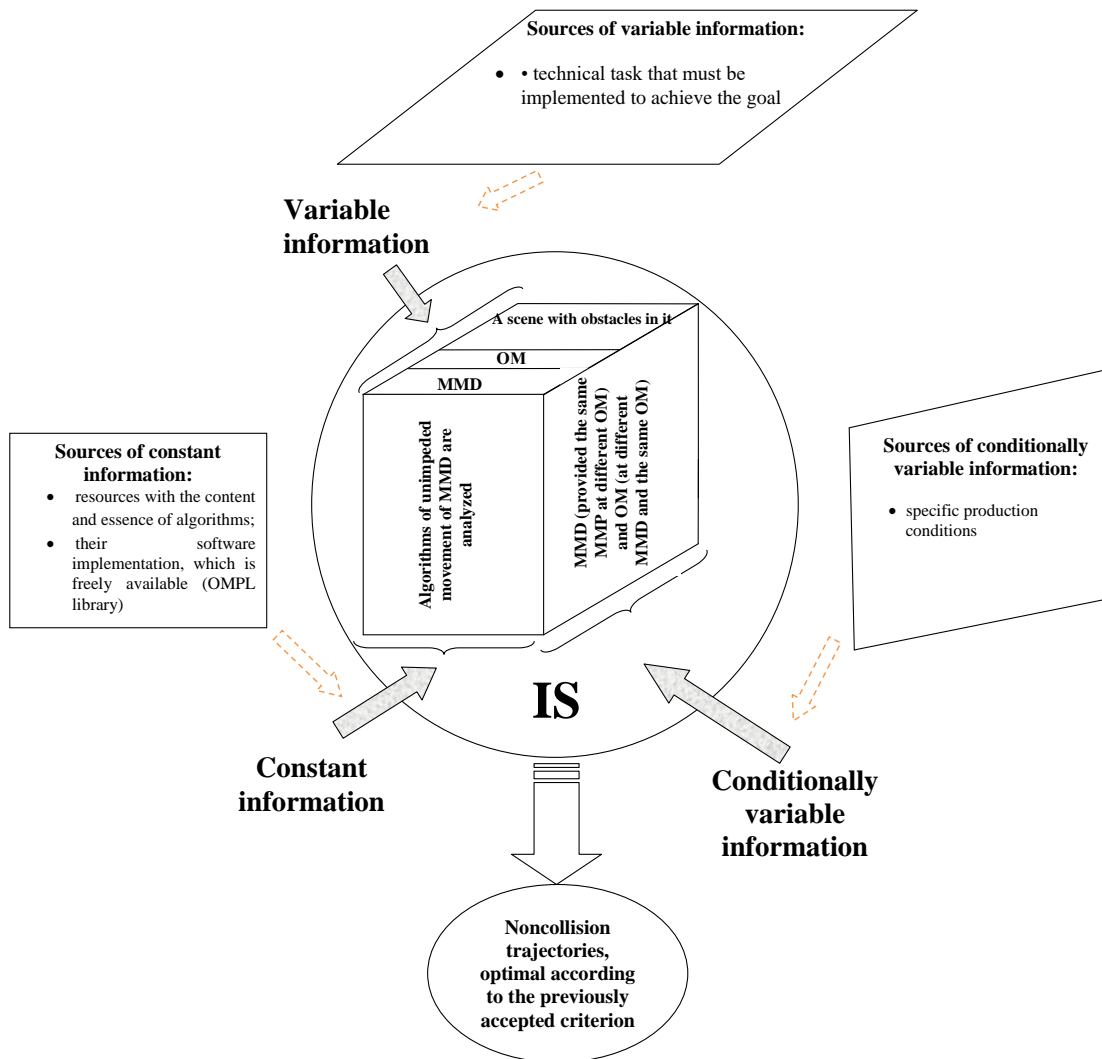 Sources of variable information:
• • technical task that must be
implemented to achieve the goal
Variable
information
A scene with obstacles in it
OM
MMD
Algorithms of unimpeded
movement of MMD are
analyzed
MMD (provided the same
MMP at different OM)
and OM (at different
MMD and the same OM)
Sources of constant
information:
• resources with the content
and essence of algorithms;
• their software
implementation, which is
freely available (OMPL
library)
Sources of conditionally
variable information:
• specific production
conditions
IS
Constant
information
Conditionally
variable
information
Noncollision
trajectories,
optimal according
to the previously
accepted criterion